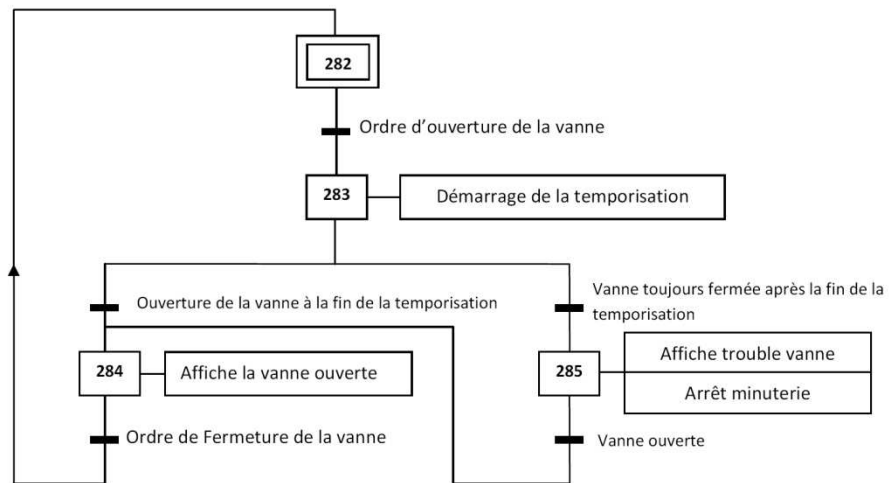 282
Ordre d'ouverture de la vanne
283
Démarrage de la temporisation
Ouverture de la vanne à la fin de la temporisation
Vanne toujours fermée après la fin de la
temporisation
284
Affiche la vanne ouverte
285
Affiche trouble vanne
Arrêt minuterie
Ordre de Fermeture de la vanne
Vanne ouverte